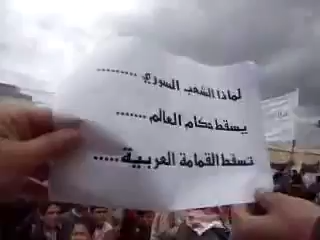 لماذا الشعب السوري .........
يسقط حكام العالم .......
تسقط القمامة العربية.....